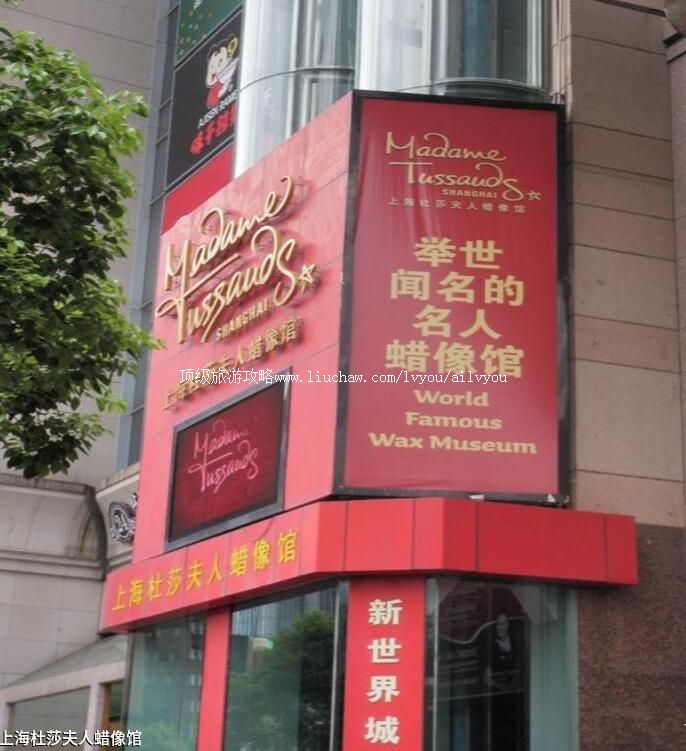 AJISEN RAMEN
Madame
Tussauds
SHANGHAI
上海杜莎夫人蜡像馆
举世
闻名的
名人
蜡像馆
World
Famous
Wax Museum
Madame
Tussauds
SHANGHAI
上海杜莎夫人蜡像馆
顶级旅游攻略www.liuchaw.com/lvyou/ailvyou
Madame
Tussauds
上海杜莎夫人蜡像馆
新世界城
上海杜莎夫人蜡像馆